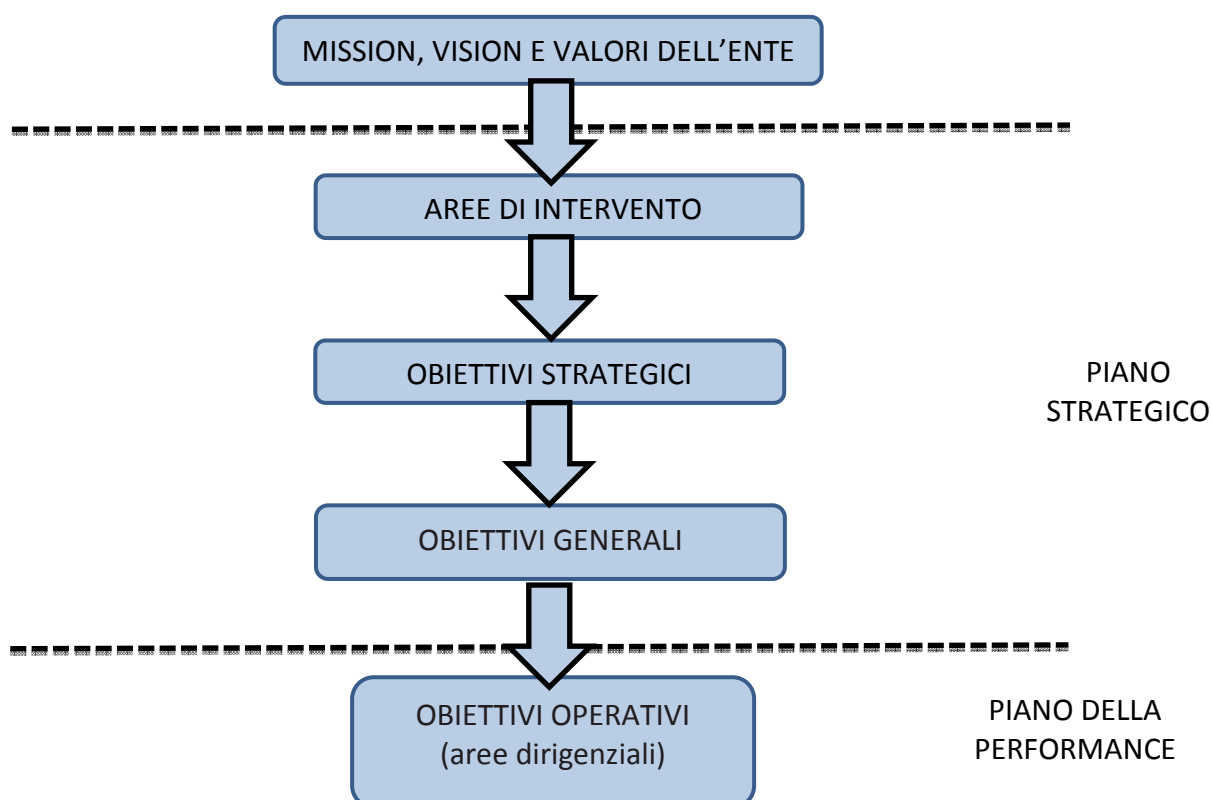 MISSION, VISION E VALORI DELL’ENTE
AREE DI INTERVENTO
OBIETTIVI STRATEGICI
PIANO
STRATEGICO
OBIETTIVI GENERALI
OBIETTIVI OPERATIVI
(aree dirigenziali)
PIANO DELLA
PERFORMANCE